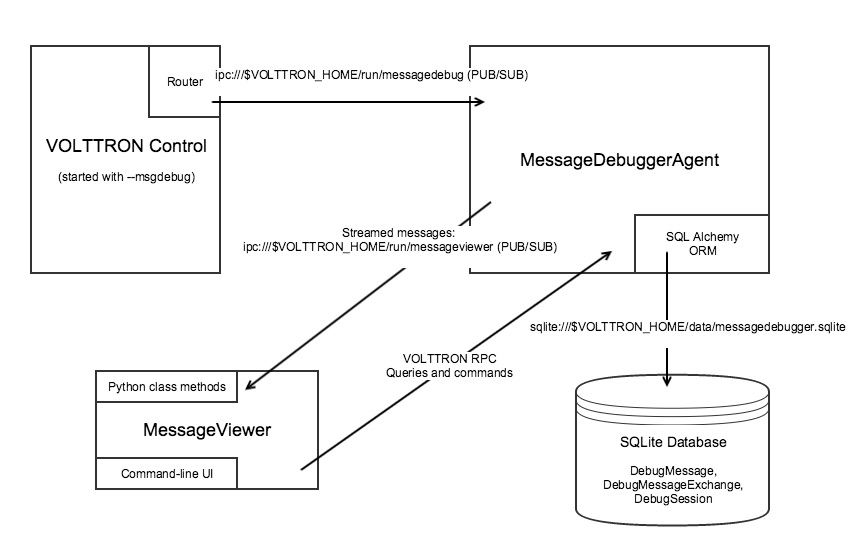 Router
ipc:///$VOLTTRON_HOME/run/messagedebug (PUB/SUB)
VOLTTRON Control
(started with --msgdebug)
MessageDebuggerAgent
Streamed messages:
ipc:///$VOLTTRON_HOME/run/messageviewer (PUB/SUB)
SQL Alchemy
ORM
sqlite:///$VOLTTRON_HOME/data/messagedebugger.sqlite
VOLTTRON RPC
Queries and commands
Python class methods
MessageViewer
Command-line UI
SQLite Database
DebugMessage,
DebugMessageExchange,
DebugSession